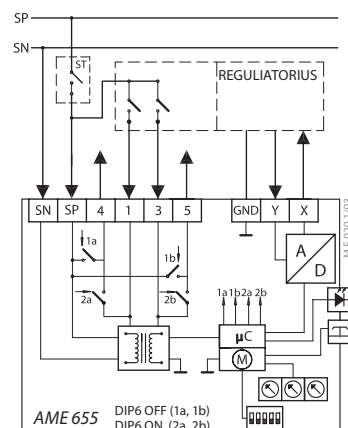 SP
SN
ST
REGULIATORIUS
SN SP 4 1 3 5 GND Y X
1a
1b
2a
2b
A
D
1a 1b 2a 2b
µC
M
AME 655
DIP6 OFF (1a, 1b)
DIP6 ON (2a, 2b)